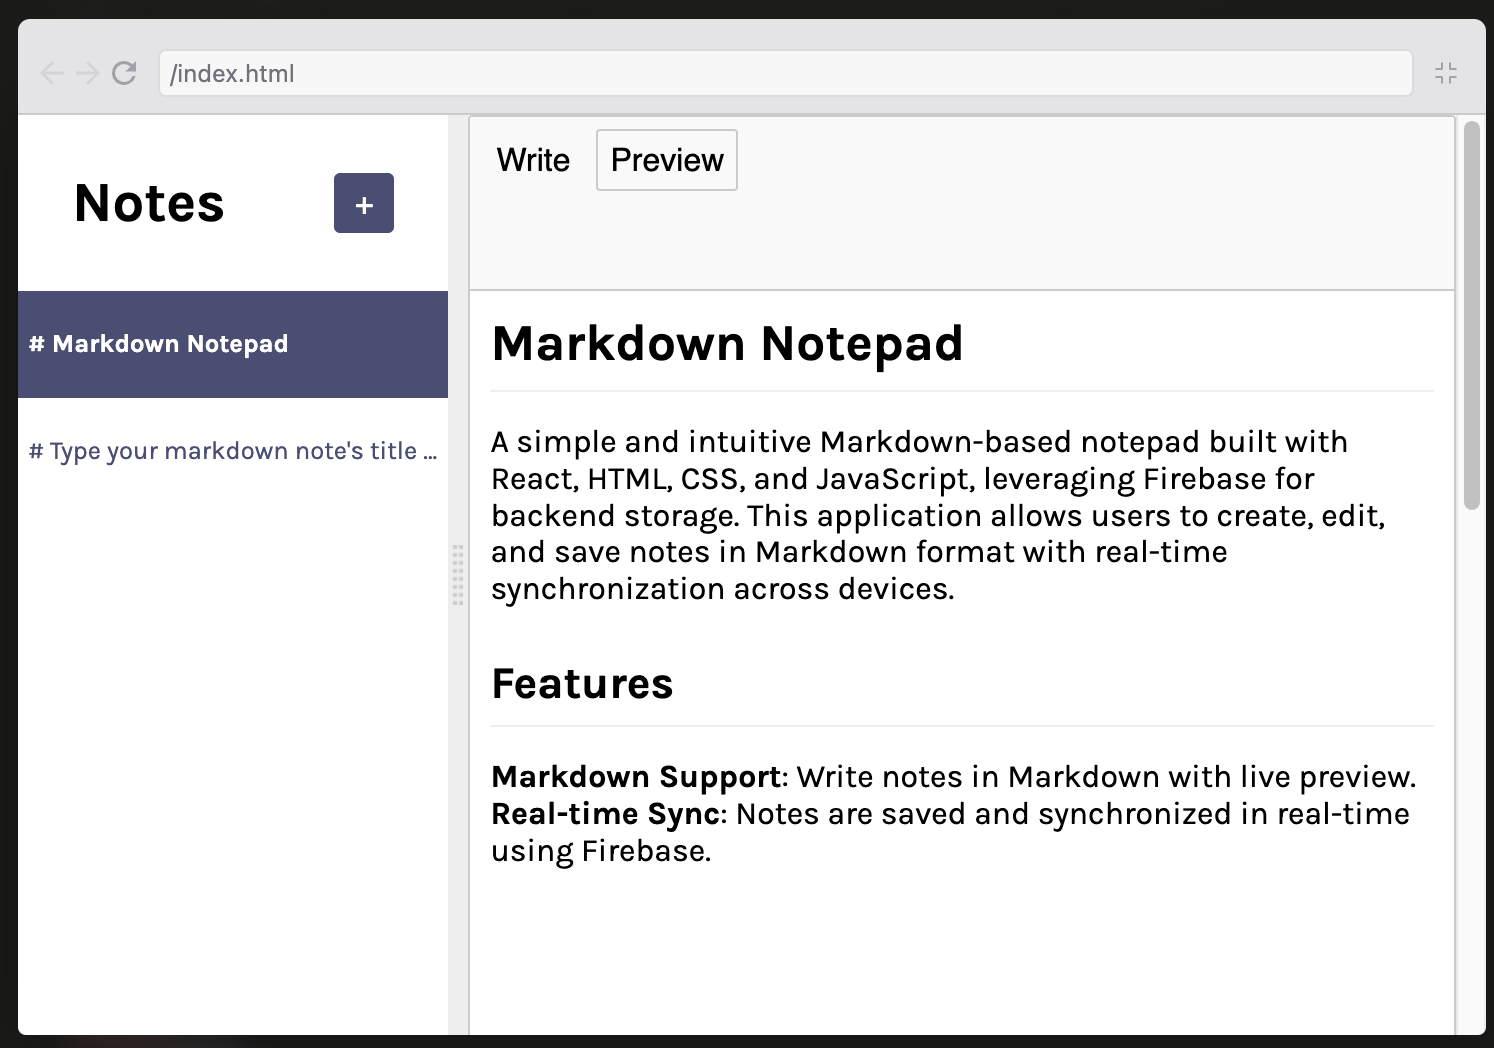 /index.html
Notes
+
# Markdown Notepad
# Type your markdown note's title ...
Write Preview
Markdown Notepad
A simple and intuitive Markdown-based notepad built with
React, HTML, CSS, and JavaScript, leveraging Firebase for
backend storage. This application allows users to create, edit,
and save notes in Markdown format with real-time
synchronization across devices.
Features
Markdown Support: Write notes in Markdown with live preview.
Real-time Sync: Notes are saved and synchronized in real-time
using Firebase.